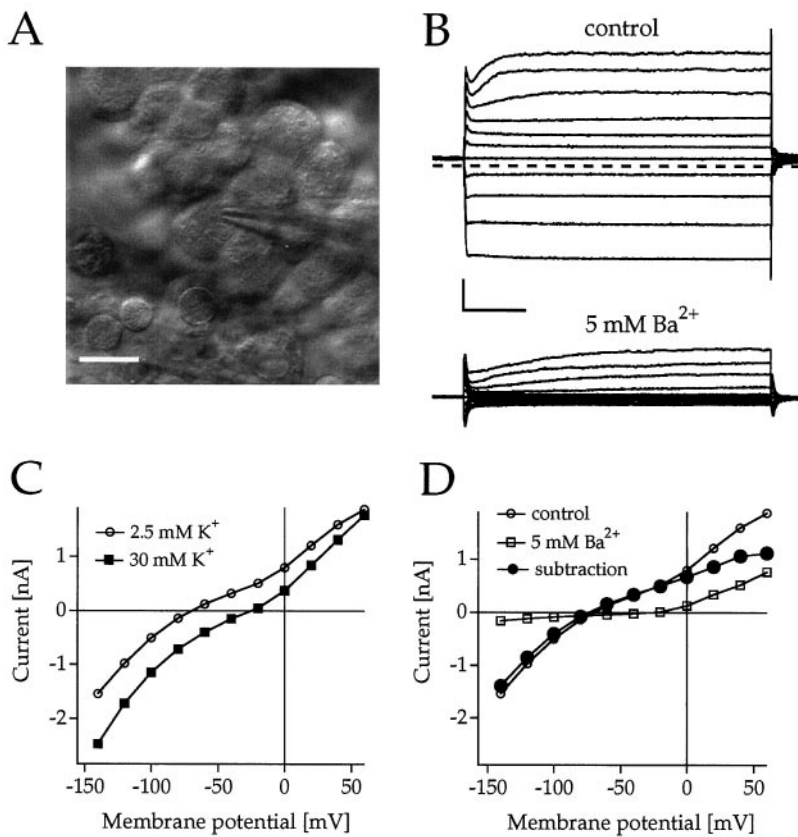 A
B
control
5 mM Ba2+
C
2.5 mM K+
30 mM K+
Current [nA]
1
0
-1
-2
-150
-100
-50
0
50
Membrane potential [mV]
D
control
5 mM Ba2+
subtraction
Current [nA]
1
0
-1
-2
-150
-100
-50
0
50
Membrane potential [mV]